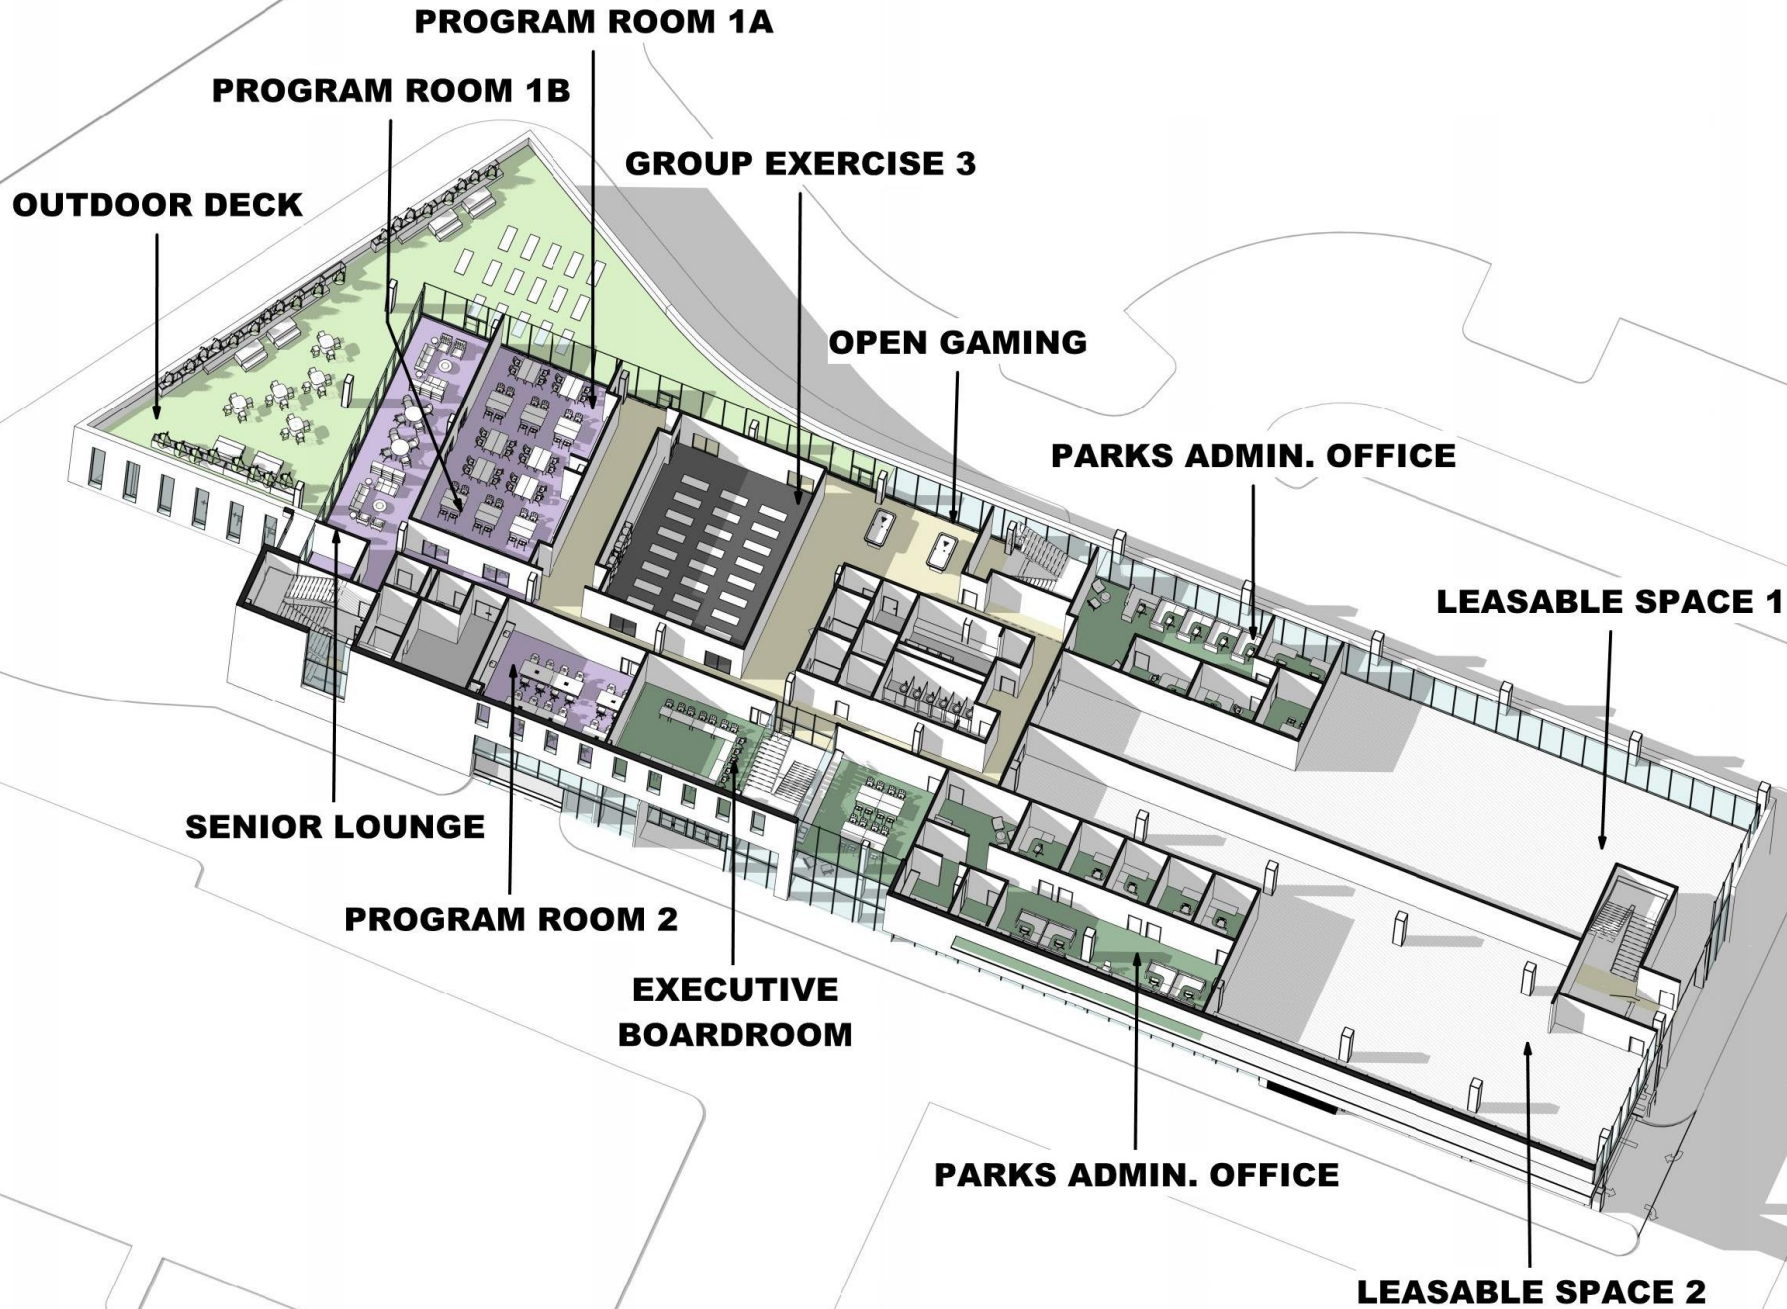 PROGRAM ROOM 1A
PROGRAM ROOM 1B
GROUP EXERCISE 3
OUTDOOR DECK
OPEN GAMING
PARKS ADMIN. OFFICE
LEASABLE SPACE 1
SENIOR LOUNGE
PROGRAM ROOM 2
EXECUTIVE
BOARDROOM
PARKS ADMIN. OFFICE
LEASABLE SPACE 2